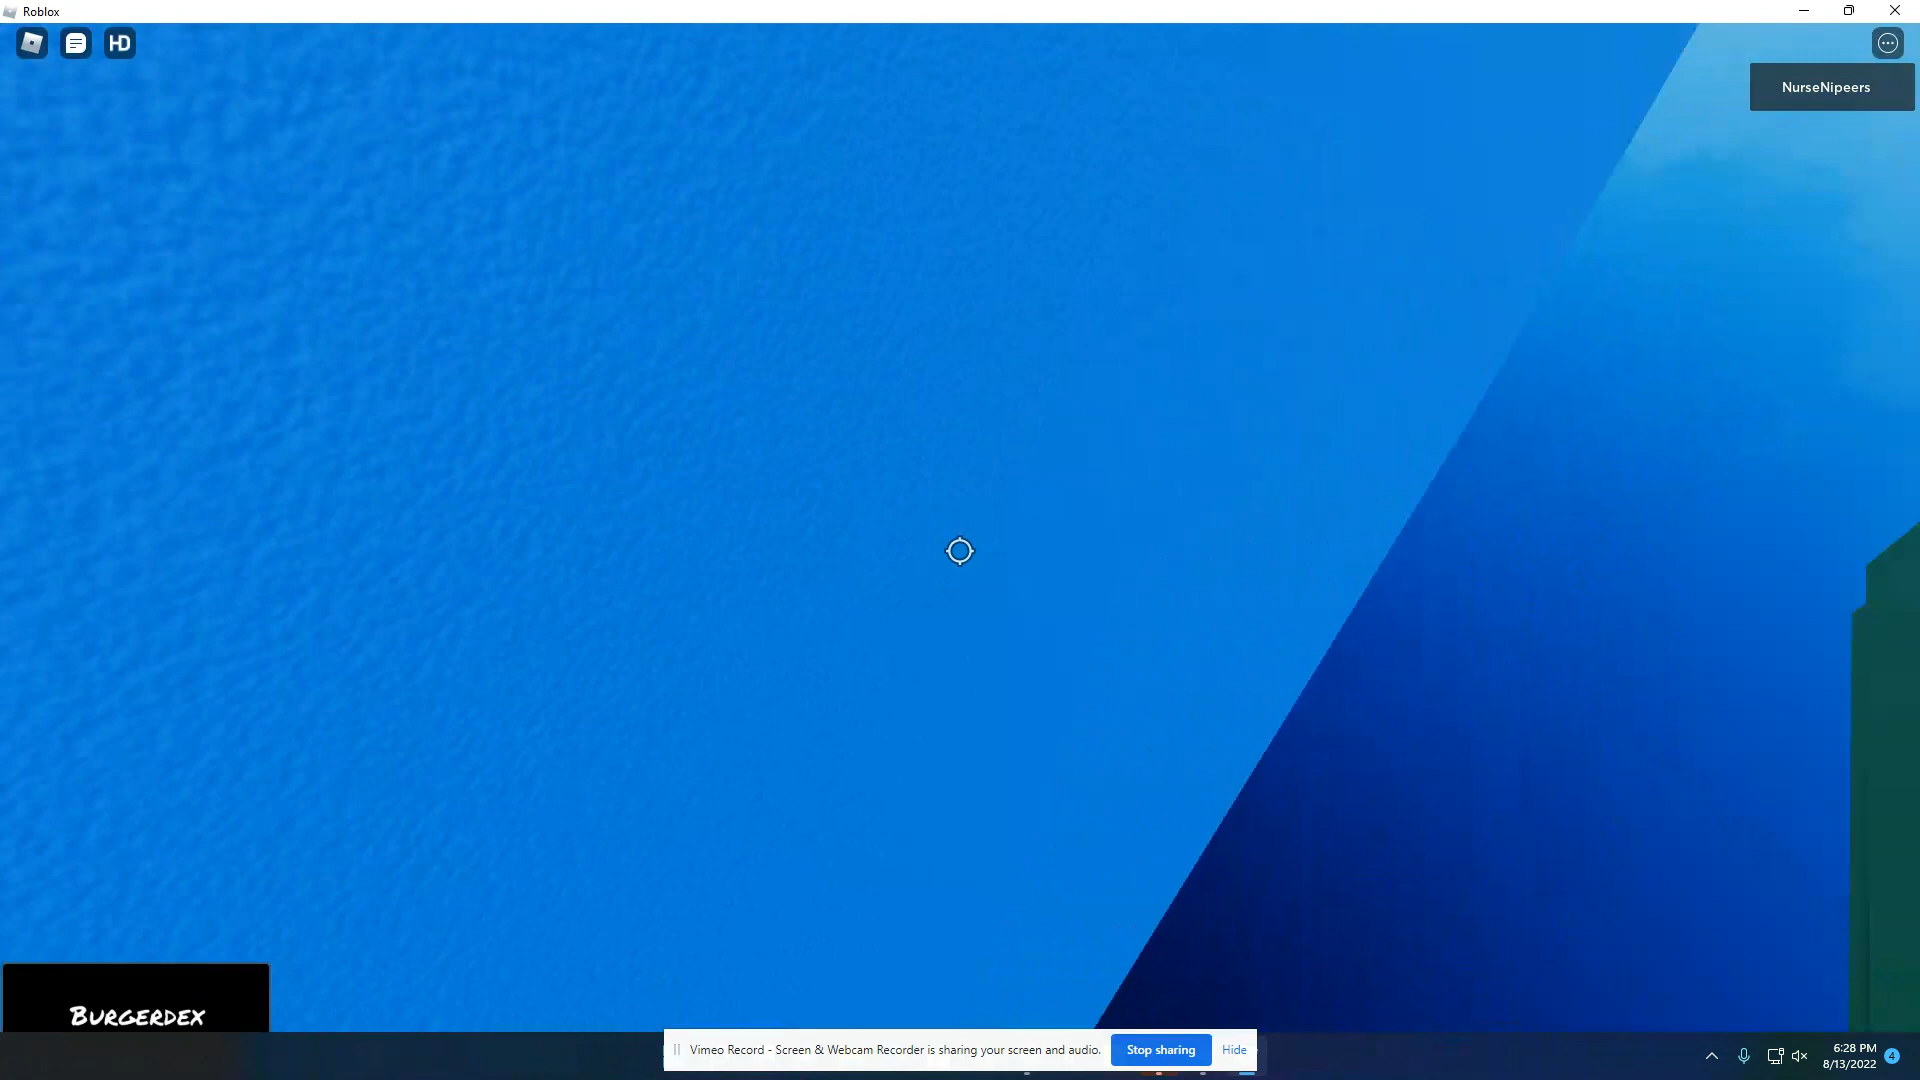 Roblox
HD
NurseNipeers
BURGERDEX
Vimeo Record - Screen & Webcam Recorder is sharing your screen and audio.
Stop sharing
Hide
6:28 PM
8/13/2022
4